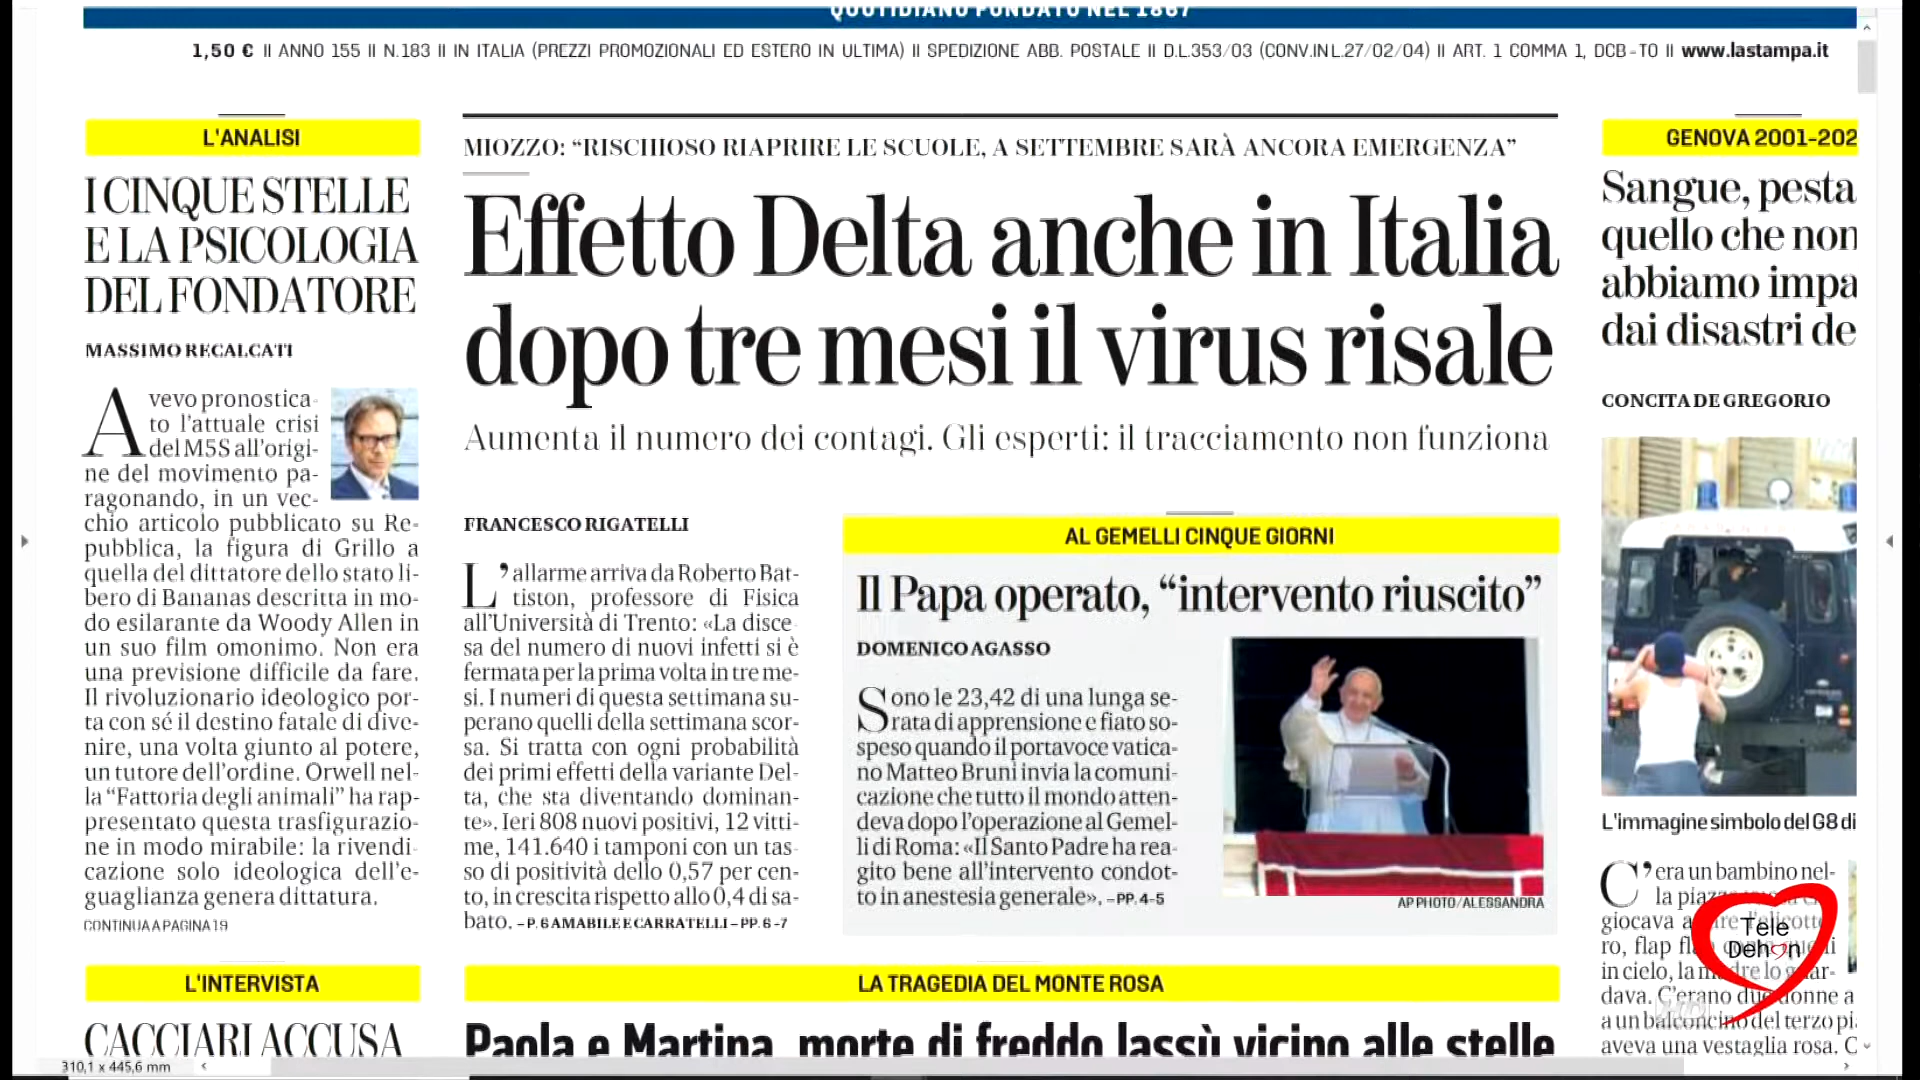 QUOTIDIANO FONDATO NEL 1867
1,50 € II ANNO 155 II N.183 II IN ITALIA (PREZZI PROMOZIONALI ED ESTERO IN ULTIMA) II SPEDIZIONE ABB. POSTALE II D.L.353/03 (CONV.IN L.27/02/04) II ART. 1 COMMA 1, DCB-TO II www.lastampa.it
L'ANALISI
I CINQUE STELLE
E LA PSICOLOGIA
DEL FONDATORE
MASSIMO RECALCATI
Avevo pronostica-
to l'attuale crisi
del M5S all'origi-
ne del movimento pa-
ragonando, in un vec-
chio articolo pubblicato su Re-
pubblica, la figura di Grillo a
quella del dittatore dello stato li-
bero di Bananas descritta in mo-
do esilarante da Woody Allen in
un suo film omonimo. Non era
una previsione difficile da fare.
Il rivoluzionario ideologico por-
ta con sé il destino fatale di dive-
nire, una volta giunto al potere,
un tutore dell'ordine. Orwell nel-
la "Fattoria degli animali" ha rap-
presentato questa trasfigurazio-
ne in modo mirabile: la rivendi-
cazione solo ideologica dell'e-
guaglianza genera dittatura.
CONTINUA A PAGINA 19
L'INTERVISTA
CACCIARI ACCUSA
MIOZZO: “RISCHIOSO RIAPRIRE LE SCUOLE, A SETTEMBRE SARÀ ANCORA EMERGENZA”
Effetto Delta anche in Italia
dopo tre mesi il virus risale
Aumenta il numero dei contagi. Gli esperti: il tracciamento non funziona
FRANCESCO RIGATELLI
L'allarme arriva da Roberto Bat-
tiston, professore di Fisica
all'Università di Trento: «La disce-
sa del numero di nuovi infetti si è
fermata per la prima volta in tre me-
si. I numeri di questa settimana su-
perano quelli della settimana scor-
sa. Si tratta con ogni probabilità
dei primi effetti della variante Del-
ta, che sta diventando dominan-
te». Ieri 808 nuovi positivi, 12 vitti-
me, 141.640 i tamponi con un tas-
so di positività dello 0,57 per cen-
to, in crescita rispetto allo 0,4 di sa-
bato. – P. 6 AMABILE E CARRATELLI – PP. 6-7
AL GEMELLI CINQUE GIORNI
Il Papa operato, “intervento riuscito”
DOMENICO AGASSO
Sono le 23,42 di una lunga se-
rata di apprensione e fiato so-
speso quando il portavoce vatica-
no Matteo Bruni invia la comuni-
cazione che tutto il mondo atten-
deva dopo l'operazione al Gemel-
li di Roma: «Il Santo Padre ha rea-
gito bene all'intervento condot-
to in anestesia generale». – PP. 4-5
AP PHOTO/ALESSANDRA
LA TRAGEDIA DEL MONTE ROSA
Paola e Martina, morte di freddo lassù vicino alle stelle
GENOVA 2001-202
Sangue, pesta
quello che non
abbiamo impa
dai disastri de
CONCITA DE GREGORIO
L'immagine simbolo del G8 di
C'era un bambino nel-
la piaz
giocava a
ro, flap
in cielo, la madre lo guar-
dava. C'erano due donne a
a un balconcino del terzo pi
aveva una vestaglia rosa. C
Tele
Dehon
310,1 x 445,6 mm